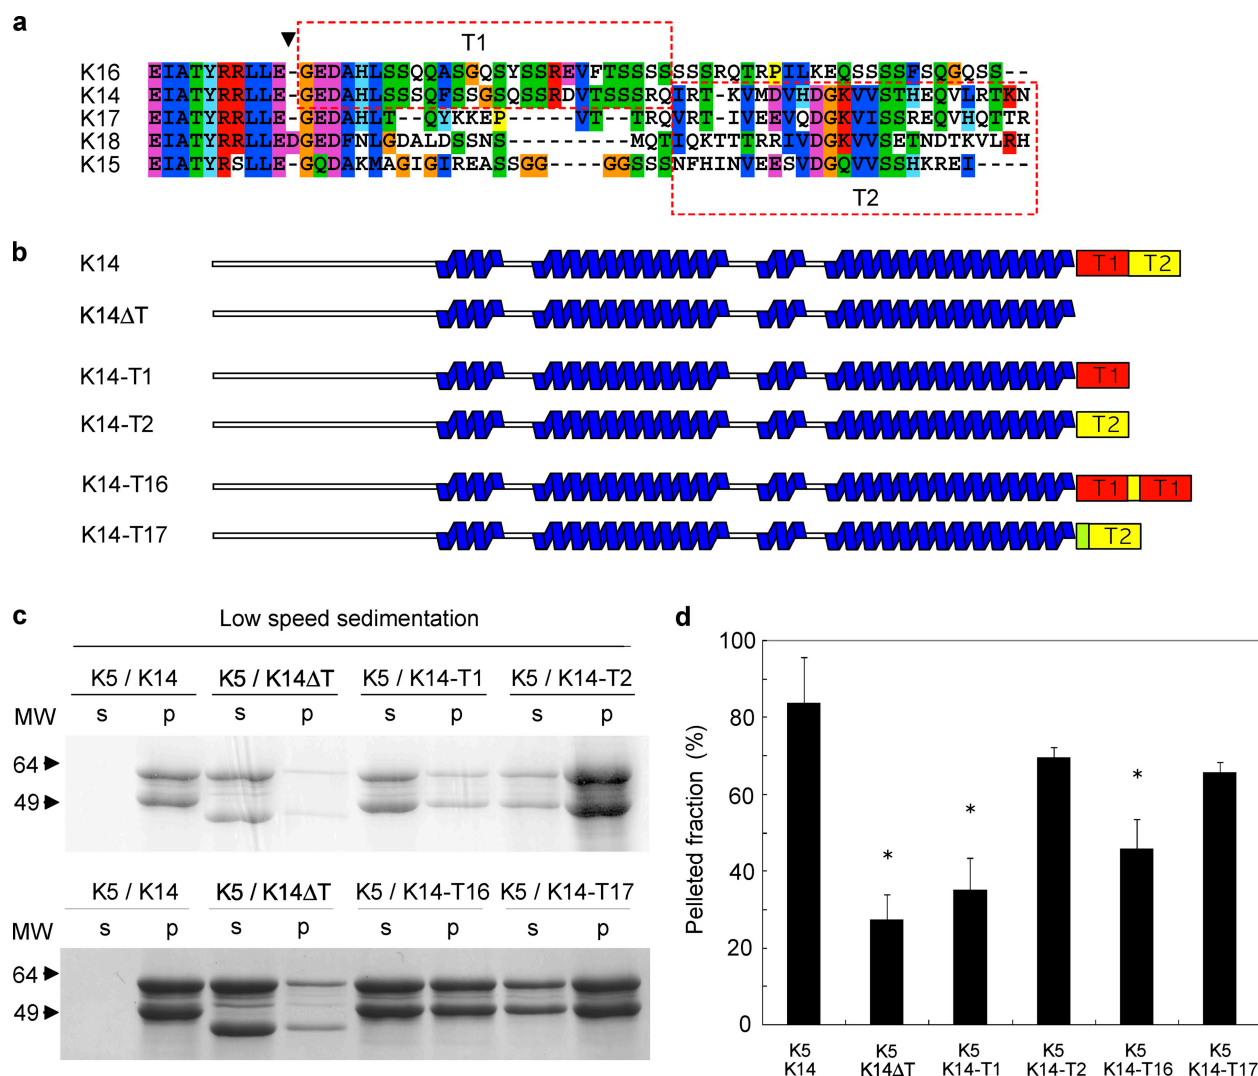 a
T1
K16 EIATYRRLLE-GEDAHLSSQQASGQSYSSREVFTSSSSSSSRQTRPILKEQSSSSFSQGQSS--
K14 EIATYRRLLE-GEDAHLSSSQFSSGSQSSRDVTSSSRQIRT-KVMDVHDGKVVSTHEQVLRTKN
K17 EIATYRRLLE-GEDAHLT--QYKKEP-----VT--TRQVRT-IVEEVQDGKVISSREQVHQTTR
K18 EIATYRRLLEDGEDFNLGDALDSSNS---------MQTIQKTTTRRIVDGKVVSETNDTKVLRH
K15 EIATYRSLLE-GQDAKMAGIGIREASSGG----GGSSSNFHINVEESVDGQVVSSHKREI----
T2
b
K14 T1 T2
K14ΔT
K14-T1 T1
K14-T2 T2
K14-T16 T1 T1
K14-T17 T2
c
Low speed sedimentation
K5 / K14 K5 / K14ΔT K5 / K14-T1 K5 / K14-T2
MW s p s p s p s p
64
49
K5 / K14 K5 / K14ΔT K5 / K14-T16 K5 / K14-T17
MW s p s p s p s p
64
49
d
Pelleted fraction (%)
100
80
60
40
20
0
* * *
K5 K5 K5 K5 K5 K5
K14 K14ΔT K14-T1 K14-T2 K14-T16 K14-T17